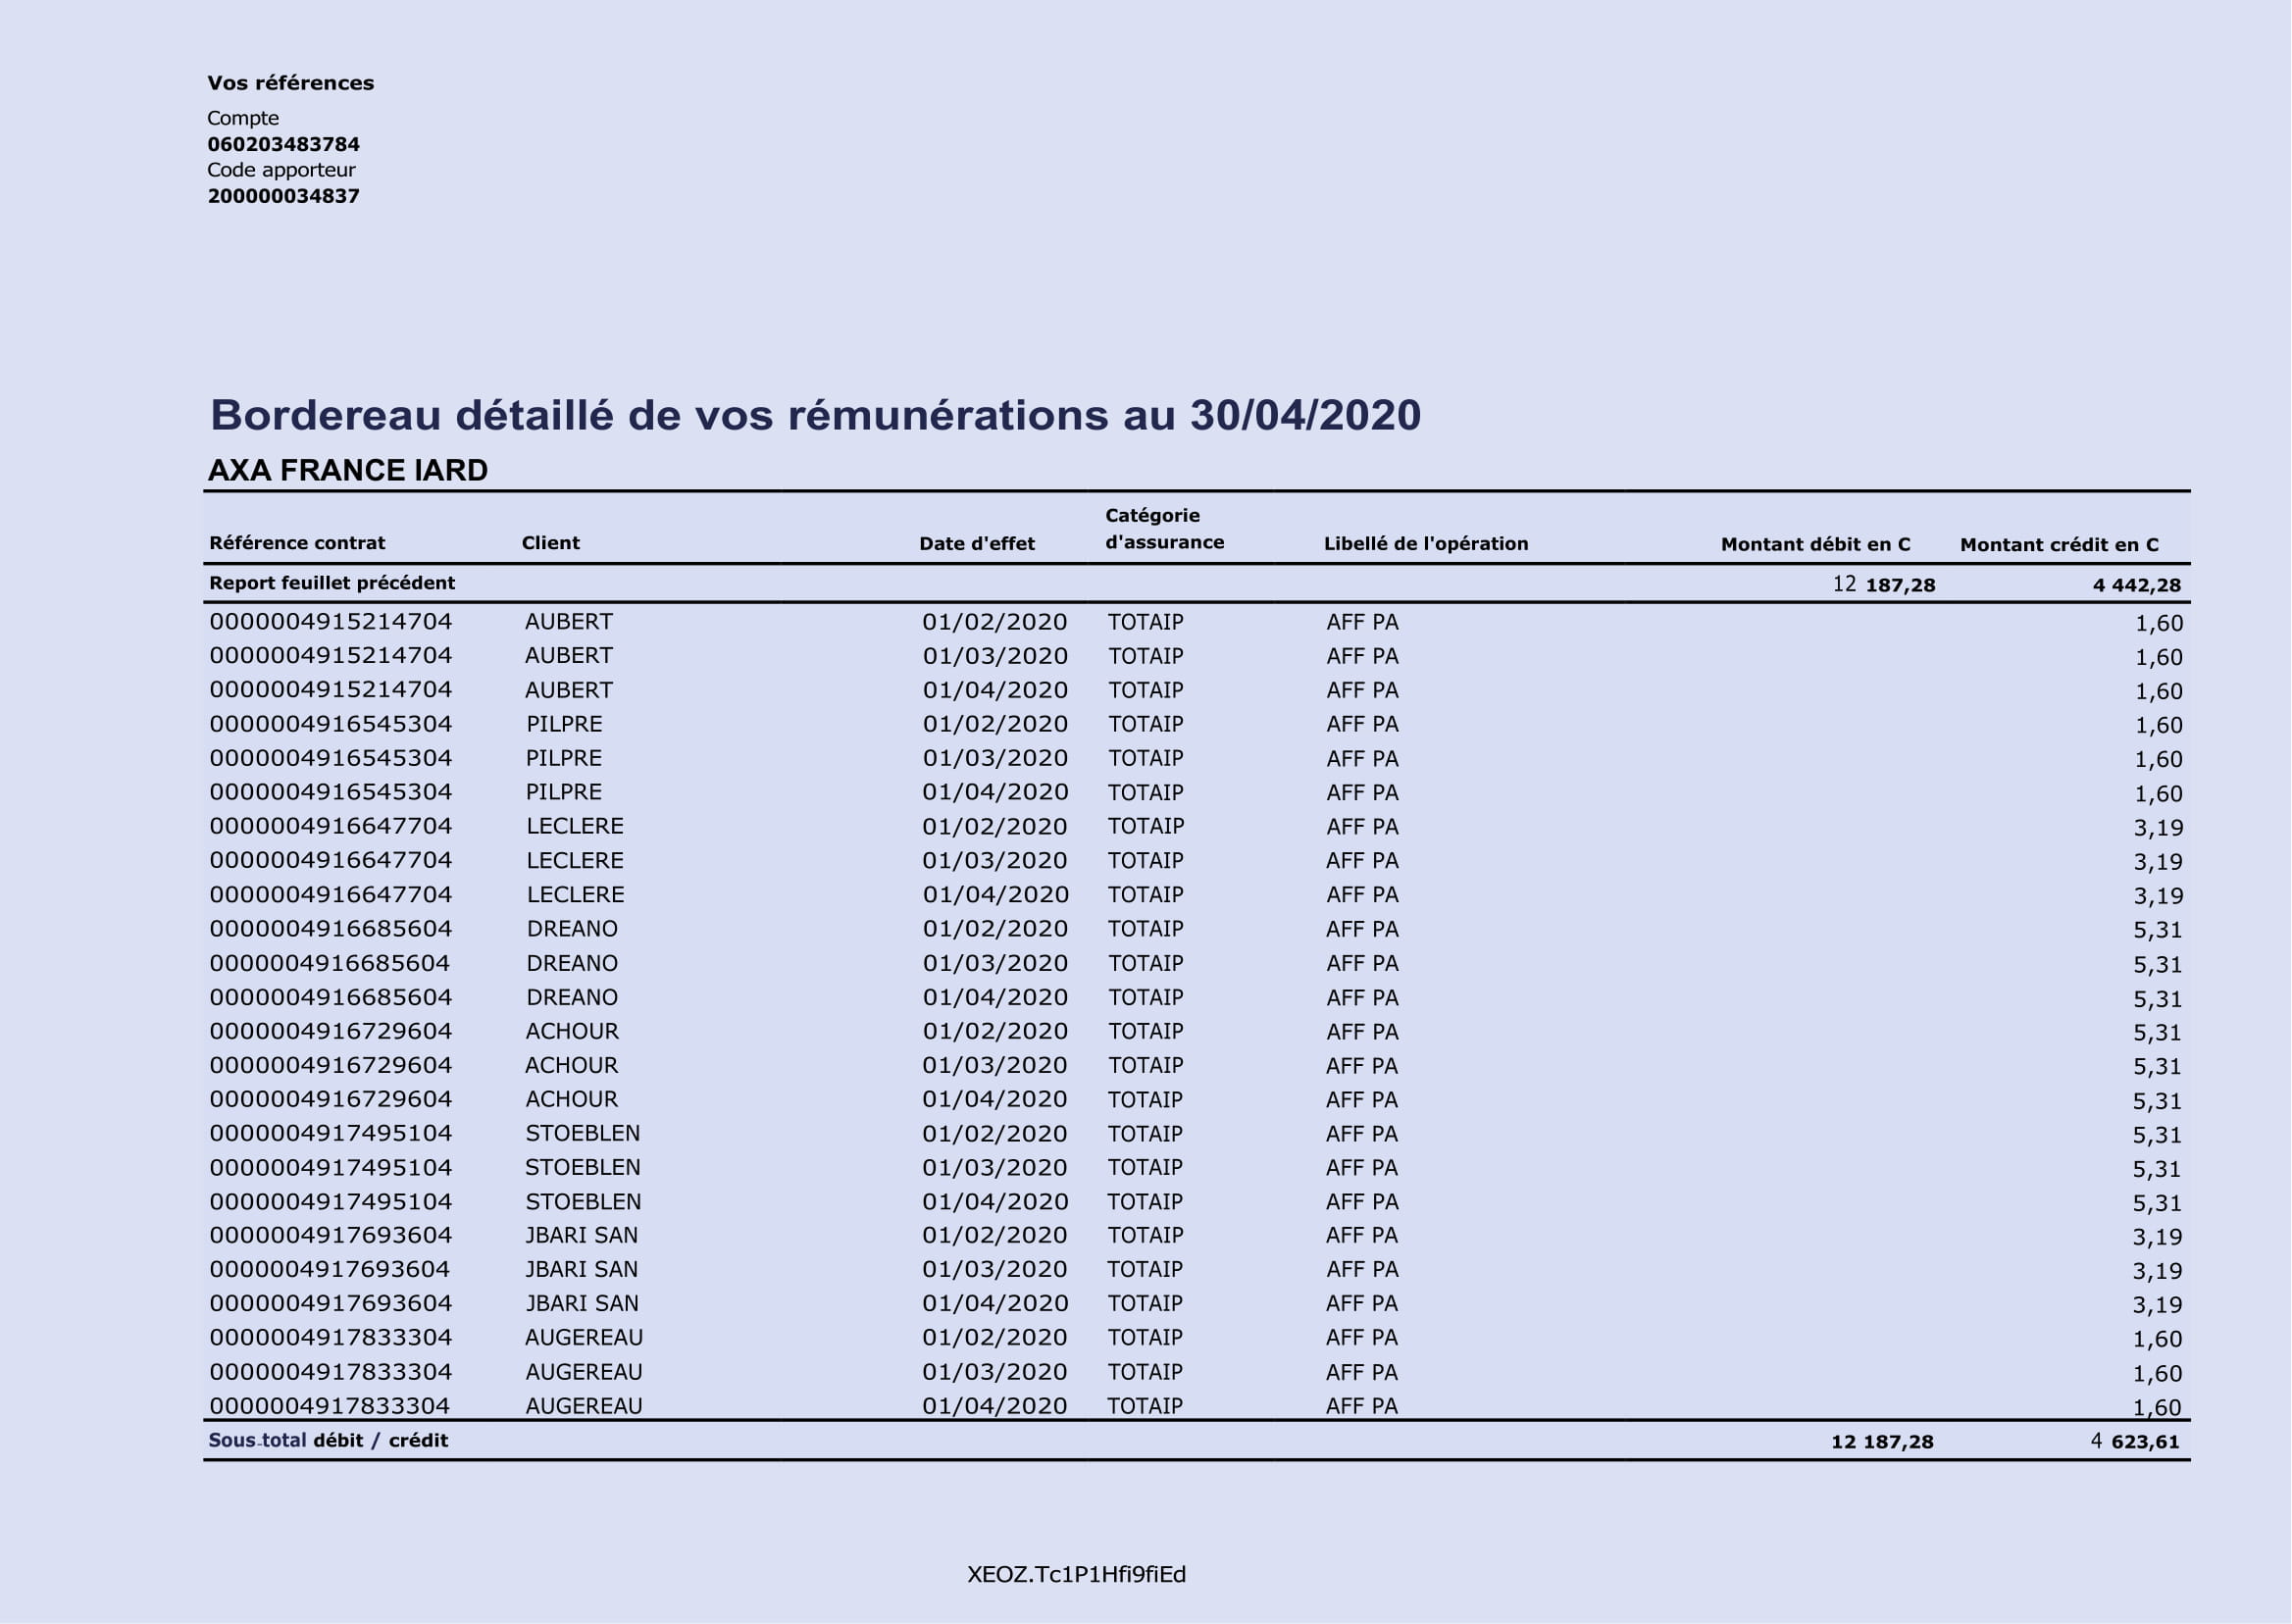 Vos références
Compte
060203483784
Code apporteur
200000034837
Bordereau détaillé de vos rémunérations au 30/04/2020
AXA FRANCE IARD
Référence contrat Client Date d'effet Catégorie d'assurance Libellé de l'opération Montant débit en C Montant crédit en C
Report feuillet précédent 12 187,28 4 442,28
0000004915214704 AUBERT 01/02/2020 TOTAIP AFF PA 1,60
0000004915214704 AUBERT 01/03/2020 TOTAIP AFF PA 1,60
0000004915214704 AUBERT 01/04/2020 TOTAIP AFF PA 1,60
0000004916545304 PILPRE 01/02/2020 TOTAIP AFF PA 1,60
0000004916545304 PILPRE 01/03/2020 TOTAIP AFF PA 1,60
0000004916545304 PILPRE 01/04/2020 TOTAIP AFF PA 1,60
0000004916647704 LECLERE 01/02/2020 TOTAIP AFF PA 3,19
0000004916647704 LECLERE 01/03/2020 TOTAIP AFF PA 3,19
0000004916647704 LECLERE 01/04/2020 TOTAIP AFF PA 3,19
0000004916685604 DREANO 01/02/2020 TOTAIP AFF PA 5,31
0000004916685604 DREANO 01/03/2020 TOTAIP AFF PA 5,31
0000004916685604 DREANO 01/04/2020 TOTAIP AFF PA 5,31
0000004916729604 ACHOUR 01/02/2020 TOTAIP AFF PA 5,31
0000004916729604 ACHOUR 01/03/2020 TOTAIP AFF PA 5,31
0000004916729604 ACHOUR 01/04/2020 TOTAIP AFF PA 5,31
0000004917495104 STOEBLEN 01/02/2020 TOTAIP AFF PA 5,31
0000004917495104 STOEBLEN 01/03/2020 TOTAIP AFF PA 5,31
0000004917495104 STOEBLEN 01/04/2020 TOTAIP AFF PA 5,31
0000004917693604 JBARI SAN 01/02/2020 TOTAIP AFF PA 3,19
0000004917693604 JBARI SAN 01/03/2020 TOTAIP AFF PA 3,19
0000004917693604 JBARI SAN 01/04/2020 TOTAIP AFF PA 3,19
0000004917833304 AUGEREAU 01/02/2020 TOTAIP AFF PA 1,60
0000004917833304 AUGEREAU 01/03/2020 TOTAIP AFF PA 1,60
0000004917833304 AUGEREAU 01/04/2020 TOTAIP AFF PA 1,60
Sous-total débit / crédit 12 187,28 4 623,61
XEOZ.Tc1P1Hfi9fiEd